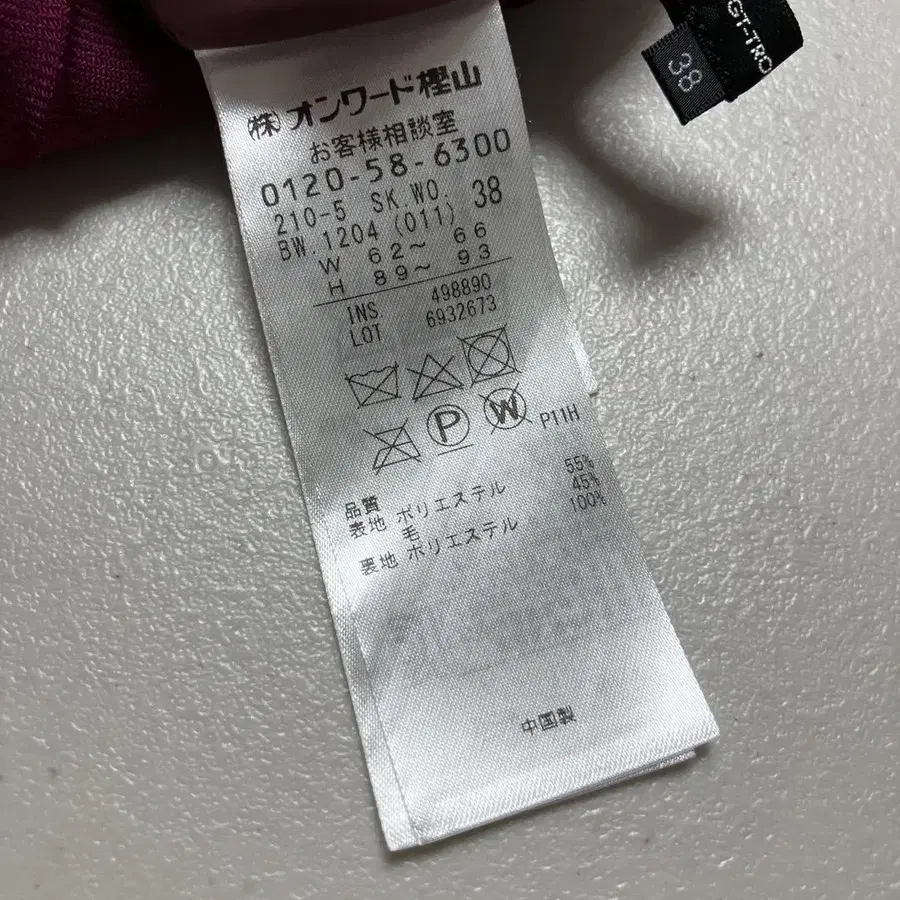 GT-TRO
38
㈱オンワード樫山
お客様相談室
0120-58-6300
210-5 SK.WO. 38
BW.1204 (011)
W 62～ 66
H 89～ 93
INS 498890
LOT 6932673
P W P11H
品質
表地 ポリエステル 55%
毛 45%
裏地 ポリエステル 100%
中国製